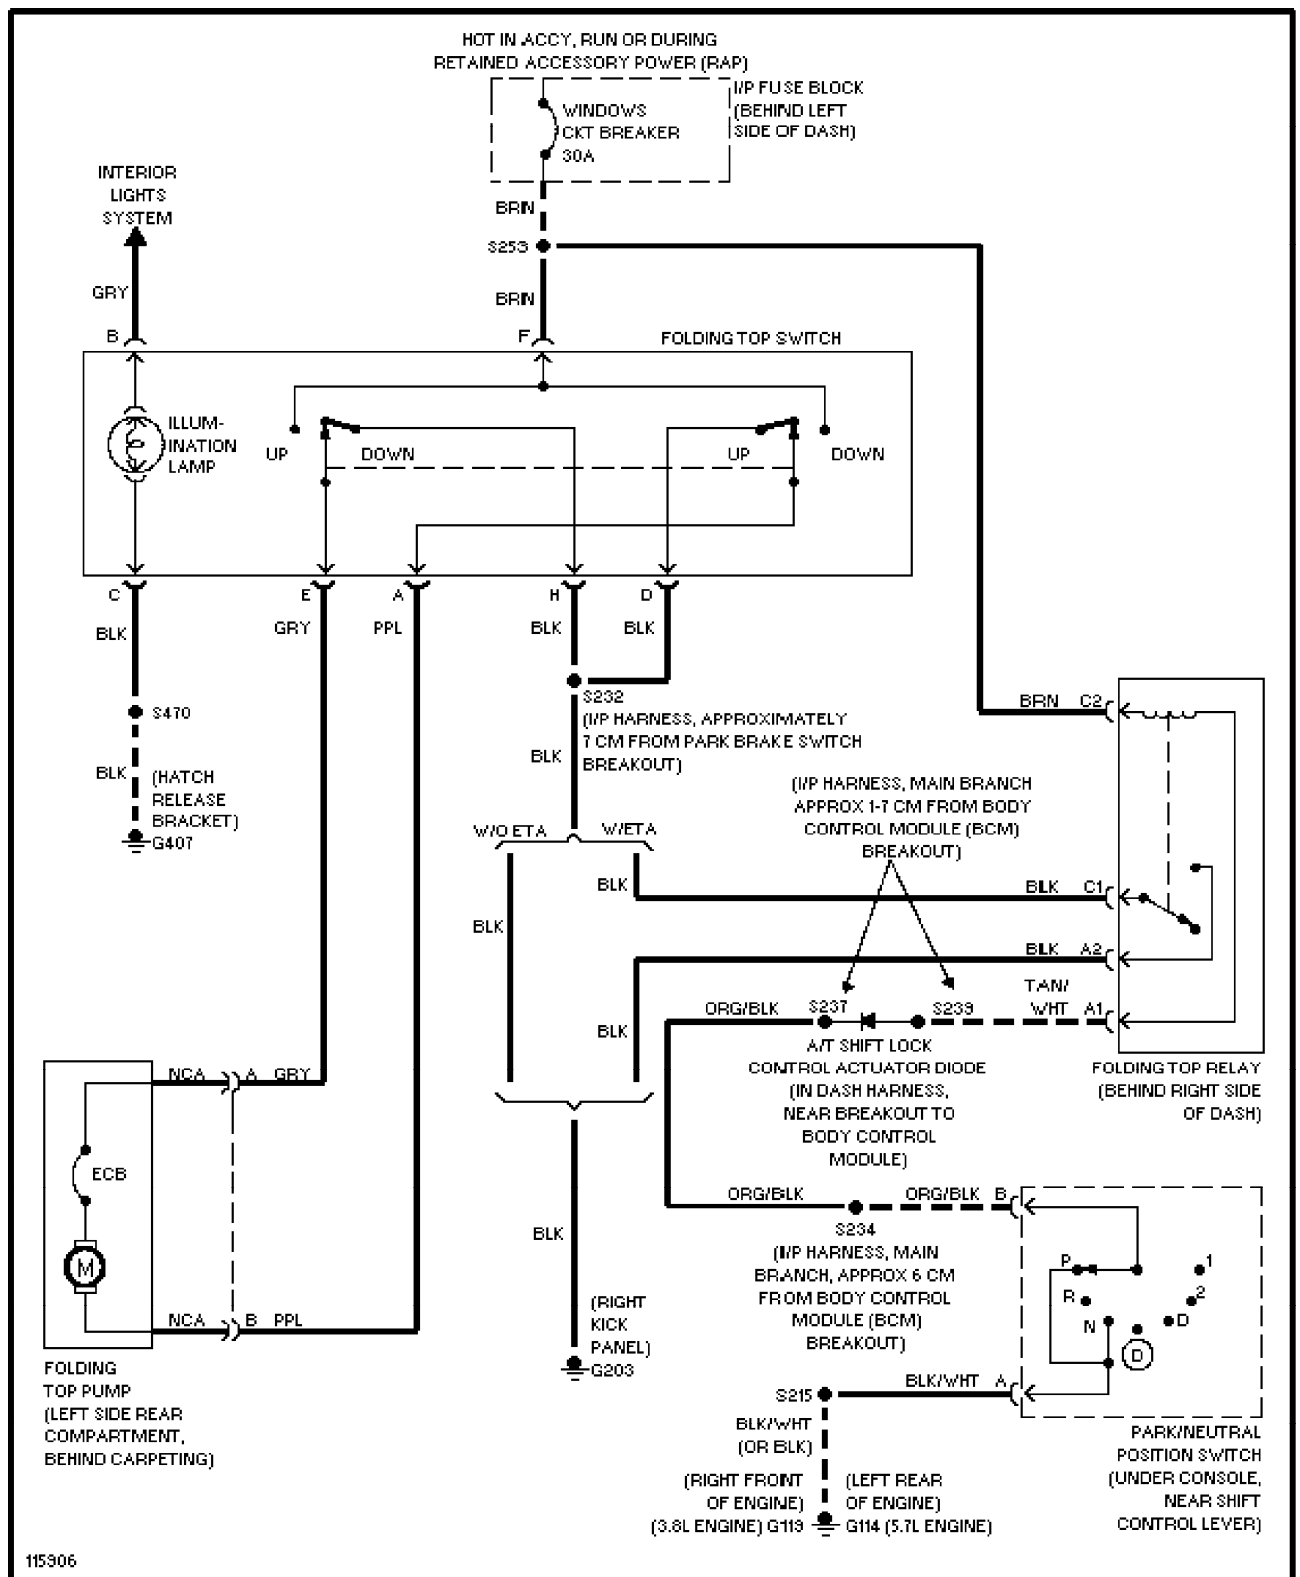 HOT IN ACCY, RUN OR DURING
RETAINED ACCESSORY POWER (RAP)
I/P FUSE BLOCK
(BEHIND LEFT
SIDE OF DASH)
WINDOWS
CKT BREAKER
30A
INTERIOR
LIGHTS
SYSTEM
BRN
S253
GRY
BRN
B
F
FOLDING TOP SWITCH
ILLUM-
INATION
LAMP
UP
DOWN
UP
DOWN
C
E
A
H
D
BLK
GRY
PPL
BLK
BLK
S470
S232
(I/P HARNESS, APPROXIMATELY
7 CM FROM PARK BRAKE SWITCH
BREAKOUT)
BRN
C2
BLK
BLK
(HATCH
RELEASE
BRACKET)
G407
(I/P HARNESS, MAIN BRANCH
APPROX 1-7 CM FROM BODY
CONTROL MODULE (BCM)
BREAKOUT)
W/O ETA
W/ETA
BLK
BLK
C1
BLK
BLK
A2
TAN/
WHT
A1
ORG/BLK
S237
S239
BLK
A/T SHIFT LOCK
CONTROL ACTUATOR DIODE
(IN DASH HARNESS,
NEAR BREAKOUT TO
BODY CONTROL
MODULE)
FOLDING TOP RELAY
(BEHIND RIGHT SIDE
OF DASH)
NCA
A
GRY
ECB
M
NCA
B
PPL
FOLDING
TOP PUMP
(LEFT SIDE REAR
COMPARTMENT,
BEHIND CARPETING)
BLK
(RIGHT
KICK
PANEL)
G203
ORG/BLK
ORG/BLK
B
S234
(I/P HARNESS, MAIN
BRANCH, APPROX 6 CM
FROM BODY CONTROL
MODULE (BCM)
BREAKOUT)
P
1
R
2
N
D
D
BLK/WHT
A
S215
BLK/WHT
(OR BLK)
PARK/NEUTRAL
POSITION SWITCH
(UNDER CONSOLE,
NEAR SHIFT
CONTROL LEVER)
(RIGHT FRONT
OF ENGINE)
(3.8L ENGINE) G119
(LEFT REAR
OF ENGINE)
G114 (5.7L ENGINE)
115906